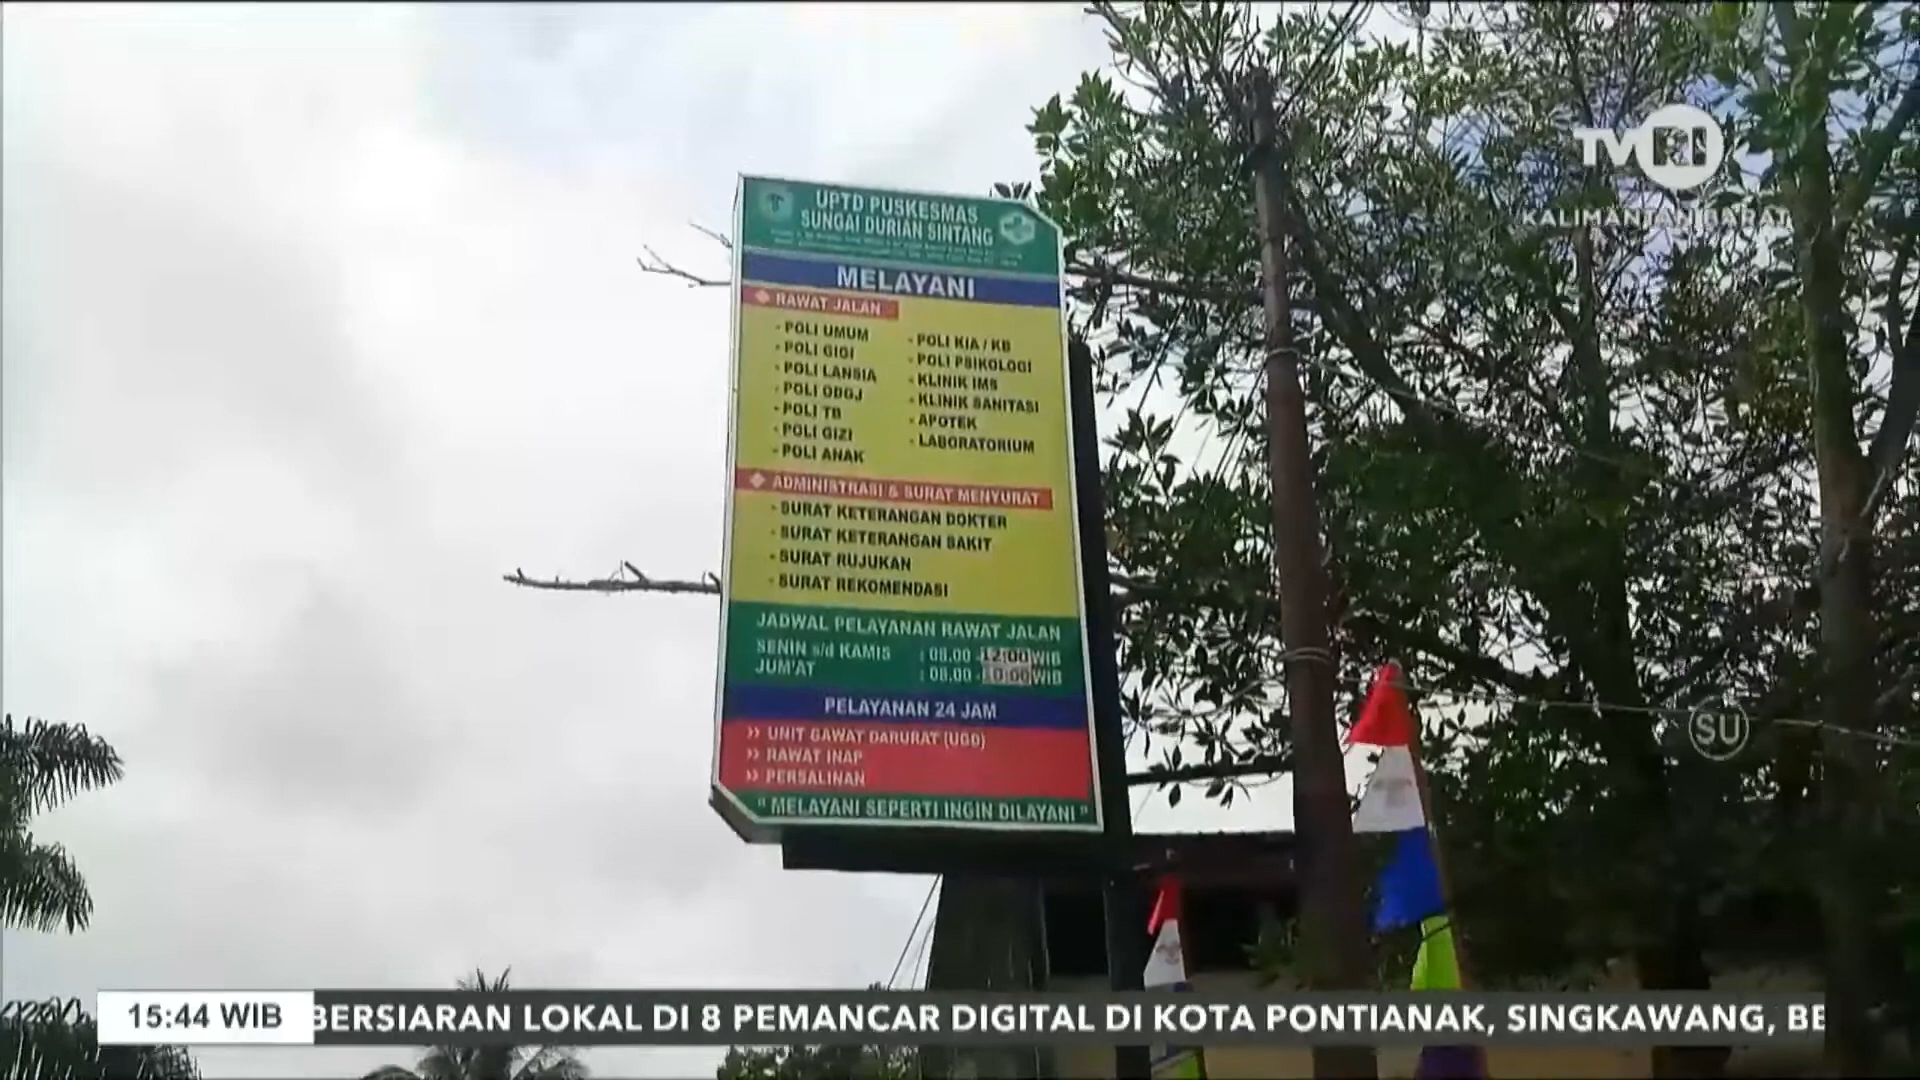 TVRI
KALIMANTAN BARAT
UPTD PUSKESMAS
SUNGAI DURIAN SINTANG
MELAYANI
RAWAT JALAN
- POLI UMUM
- POLI GIGI
- POLI LANSIA
- POLI ODGJ
- POLI TB
- POLI GIZI
- POLI ANAK
- POLI KIA / KB
- POLI PSIKOLOGI
- KLINIK IMS
- KLINIK SANITASI
- APOTEK
- LABORATORIUM
ADMINISTRASI & SURAT MENYURAT
- SURAT KETERANGAN DOKTER
- SURAT KETERANGAN SAKIT
- SURAT RUJUKAN
- SURAT REKOMENDASI
JADWAL PELAYANAN RAWAT JALAN
SENIN s/d KAMIS : 08.00 - 12:00 WIB
JUM'AT : 08.00 - 10:00 WIB
PELAYANAN 24 JAM
>> UNIT GAWAT DARURAT (UGD)
>> RAWAT INAP
>> PERSALINAN
" MELAYANI SEPERTI INGIN DILAYANI "
SU
15:44 WIB BERSIARAN LOKAL DI 8 PEMANCAR DIGITAL DI KOTA PONTIANAK, SINGKAWANG, BE